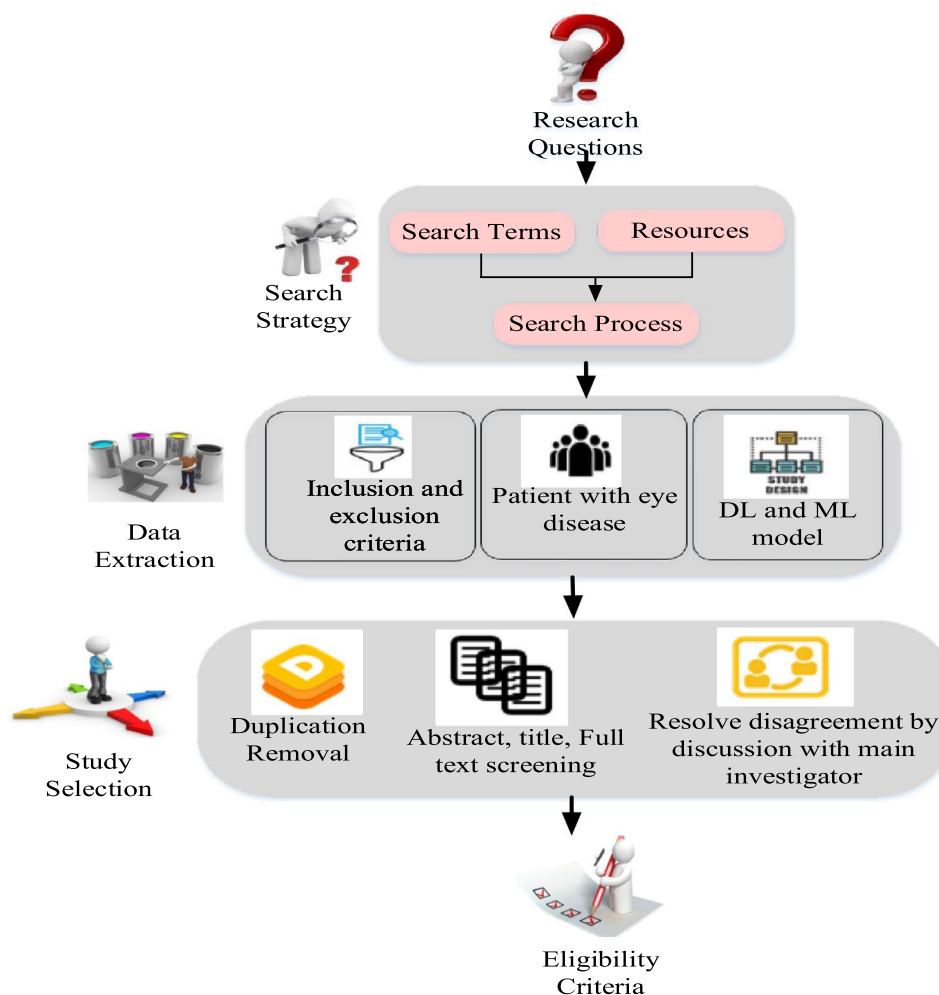 Research
Questions
Search Terms
Resources
Search
Strategy
Search Process
Inclusion and
exclusion
criteria
Patient with eye
disease
STUDY
DESIGN
DL and ML
model
Data
Extraction
Duplication
Removal
Abstract, title, Full
text screening
Resolve disagreement by
discussion with main
investigator
Study
Selection
Eligibility
Criteria